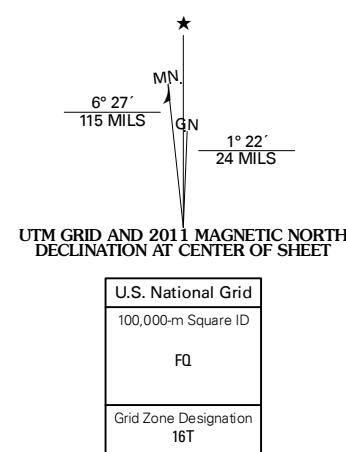 MN.
6° 27´
115 MILS
GN
1° 22´
24 MILS
UTM GRID AND 2011 MAGNETIC NORTH
DECLINATION AT CENTER OF SHEET
U.S. National Grid
100,000-m Square ID
FQ
Grid Zone Designation
16T